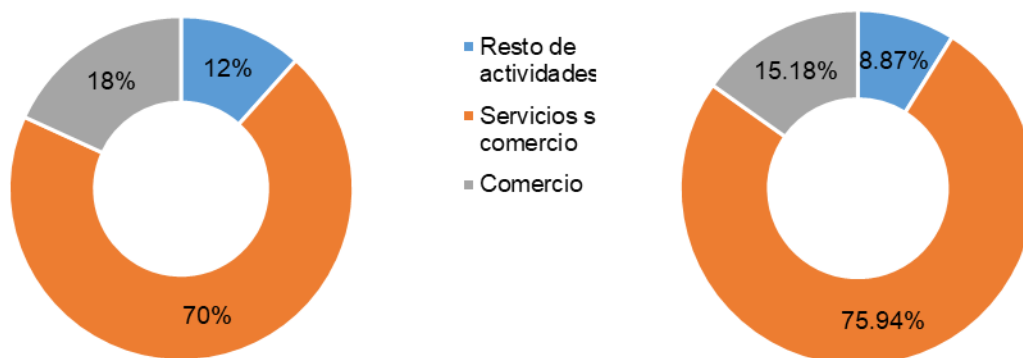 18%
12%
70%
Resto de
actividades
Servicios s
comercio
Comercio
15.18%
8.87%
75.94%